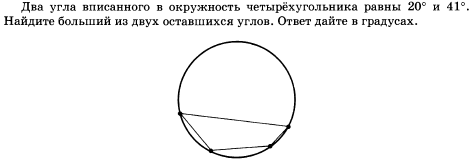 Два угла вписанного в окружность четырёхугольника равны 20° и 41°.
Найдите больший из двух оставшихся углов. Ответ дайте в градусах.